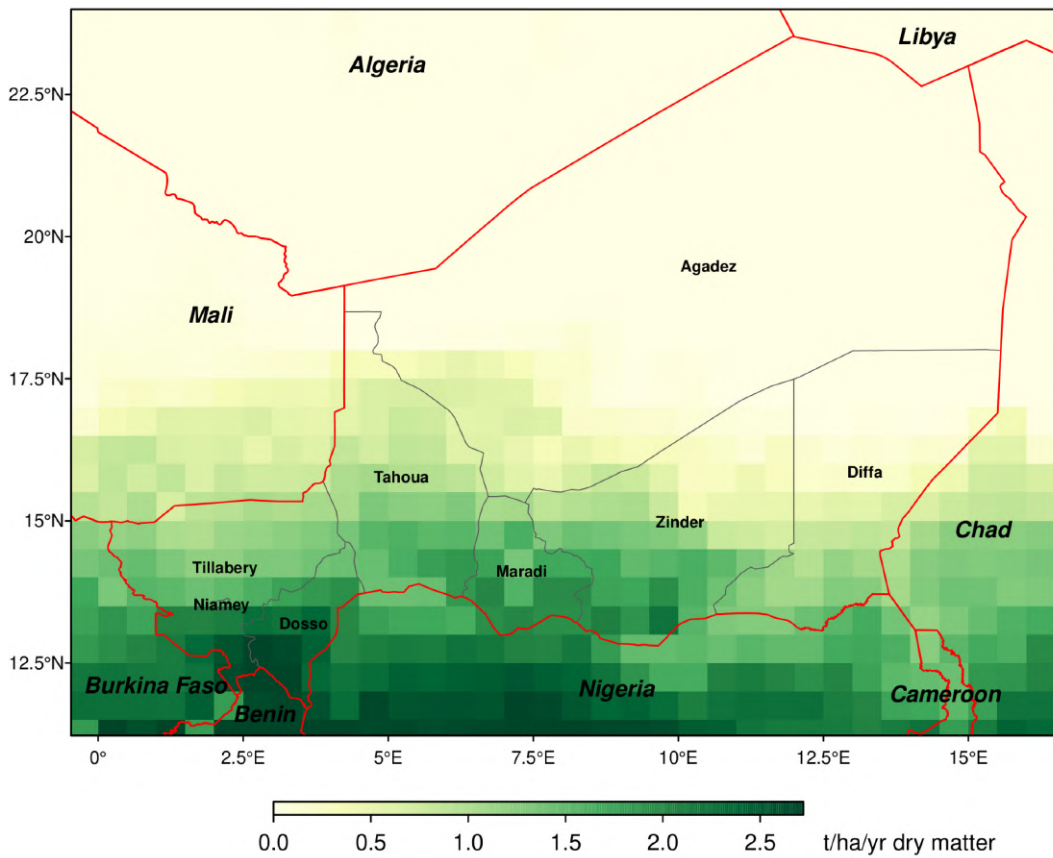 Libya
Algeria
22.5°N
20°N
Agadez
Mali
17.5°N
Tahoua
Diffa
Zinder
15°N
Chad
Tillabery
Maradi
Niamey
Dosso
12.5°N
Burkina Faso
Nigeria
Cameroon
Benin
0° 2.5°E 5°E 7.5°E 10°E 12.5°E 15°E
0.0 0.5 1.0 1.5 2.0 2.5 t/ha/yr dry matter